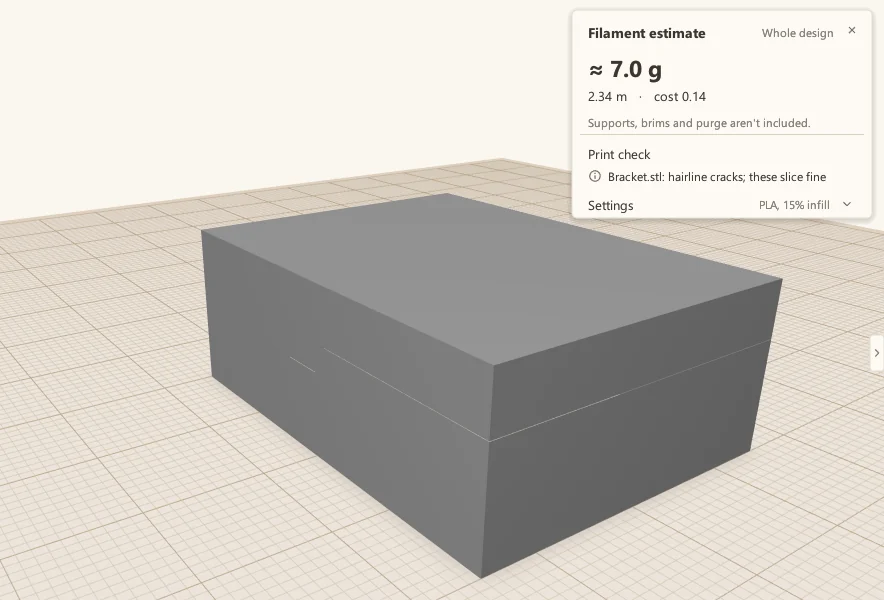 Filament estimate Whole design ×
≈ 7.0 g
2.34 m · cost 0.14
Supports, brims and purge aren't included.
Print check
Bracket.stl: hairline cracks; these slice fine
Settings PLA, 15% infill